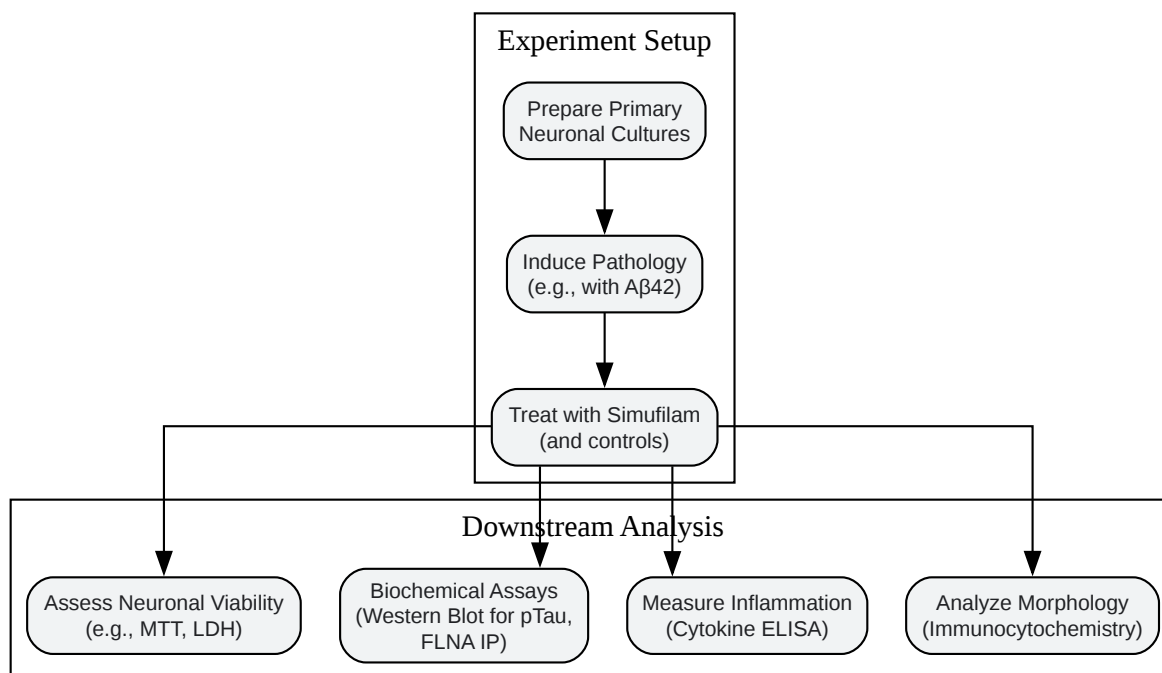 Experiment Setup
Prepare Primary
Neuronal Cultures
Induce Pathology
(e.g., with Aβ42)
Treat with Simufilam
(and controls)
Downstream Analysis
Assess Neuronal Viability
(e.g., MTT, LDH)
Biochemical Assays
(Western Blot for pTau,
FLNA IP)
Measure Inflammation
(Cytokine ELISA)
Analyze Morphology
(Immunocytochemistry)